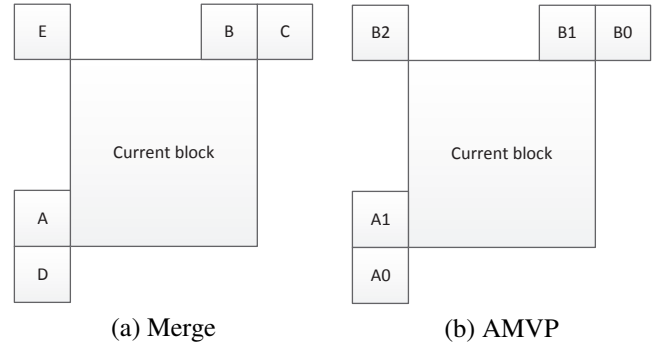 E B C B2 B1 B0
Current block Current block
A A1
D A0
(a) Merge (b) AMVP